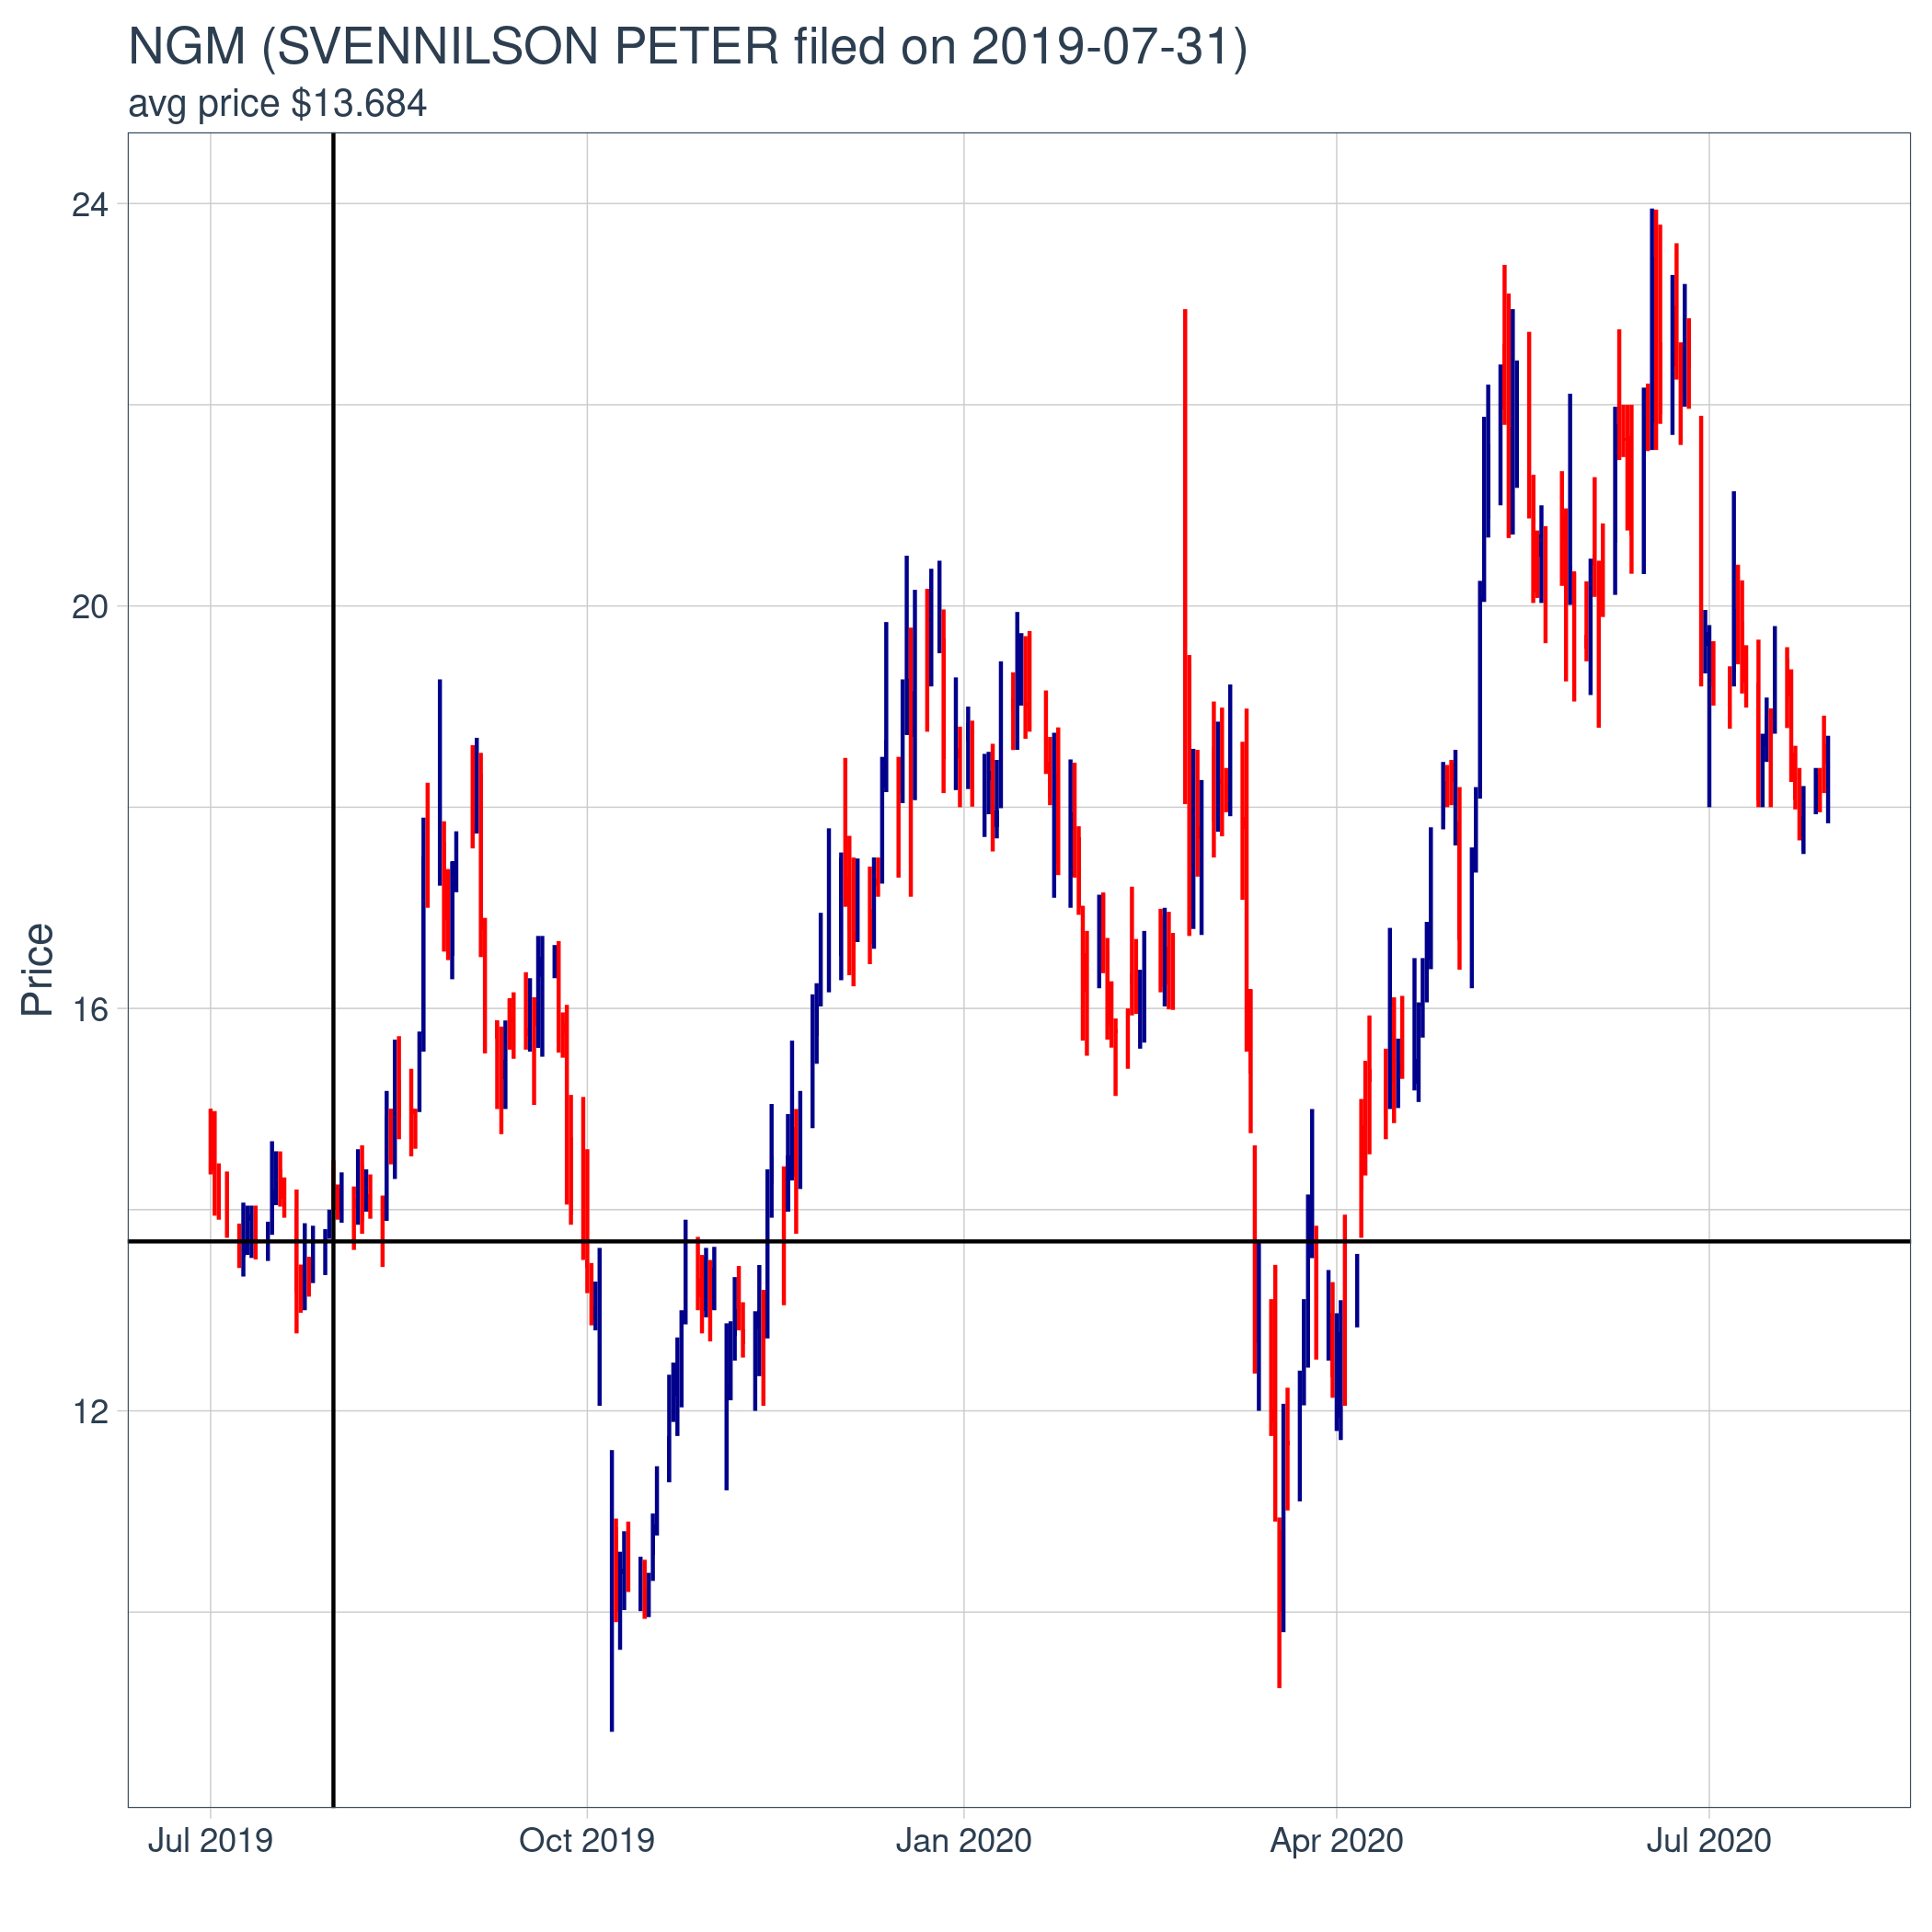 NGM (SVENNILSON PETER filed on 2019-07-31)
avg price $13.684
Price
24
20
16
12
Jul 2019 Oct 2019 Jan 2020 Apr 2020 Jul 2020